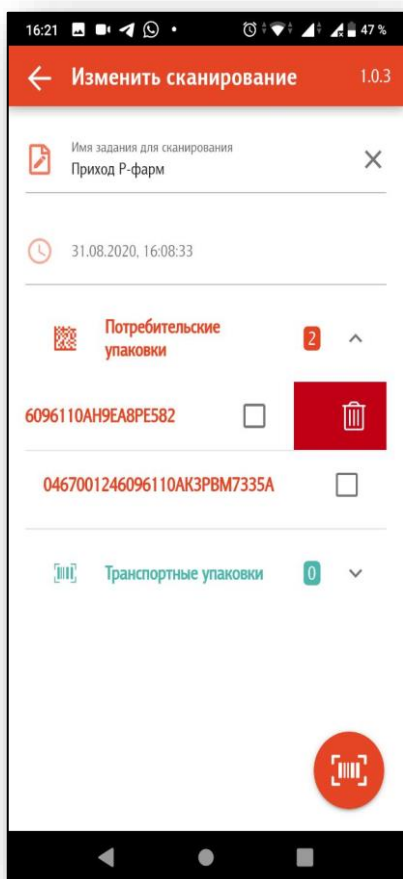 16:21 47 %
Изменить сканирование 1.0.3
Имя задания для сканирования
Приход Р-фарм
31.08.2020, 16:08:33
Потребительские 2
упаковки
6096110AH9EA8PE582
0467001246096110AK3PBM7335A
Транспортные упаковки 0